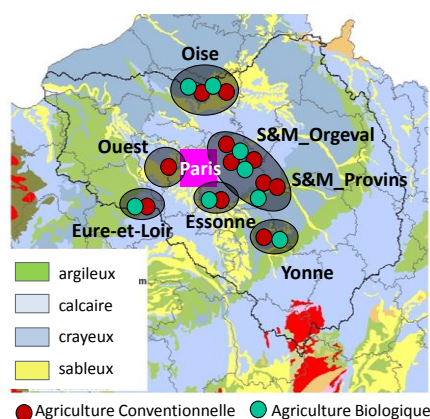 Oise
S&M_Orgeval
Ouest
Paris
S&M_Provins
Essonne
Eure-et-Loir
Yonne
argileux
m
calcaire
crayeux
sableux
Agriculture Conventionnelle
Agriculture Biologique